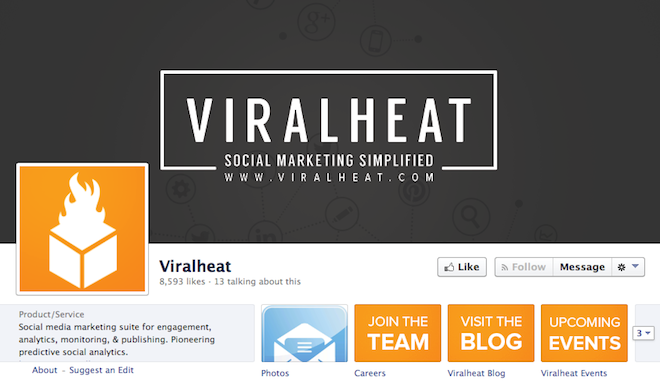 VIRALHEAT
SOCIAL MARKETING SIMPLIFIED
WWW.VIRALHEAT.COM
Viralheat
8,593 likes · 13 talking about this
Like
Follow
Message
Product/Service
Social media marketing suite for engagement,
analytics, monitoring, & publishing. Pioneering
predictive social analytics.
About - Suggest an Edit
Photos
JOIN THE
TEAM
Careers
VISIT THE
BLOG
Viralheat Blog
UPCOMING
EVENTS
Viralheat Events
3